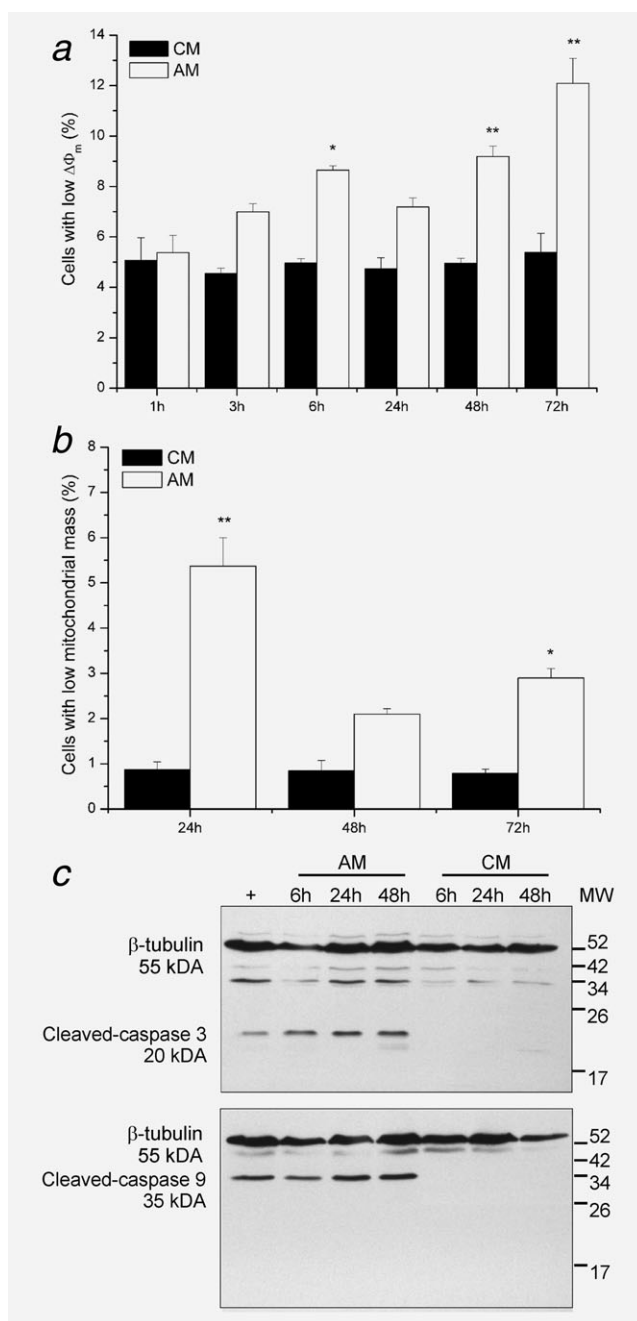 a
CM
AM
Cells with low ΔΦm (%)
14
12
10
8
6
4
2
0
*
**
**
1h 3h 6h 24h 48h 72h
b
CM
AM
Cells with low mitochondrial mass (%)
8
7
6
5
4
3
2
1
0
**
*
24h 48h 72h
c
AM CM
+ 6h 24h 48h 6h 24h 48h MW
β-tubulin
55 kDA
Cleaved-caspase 3
20 kDA
52
42
34
26
17
β-tubulin
55 kDA
Cleaved-caspase 9
35 kDA
52
42
34
26
17